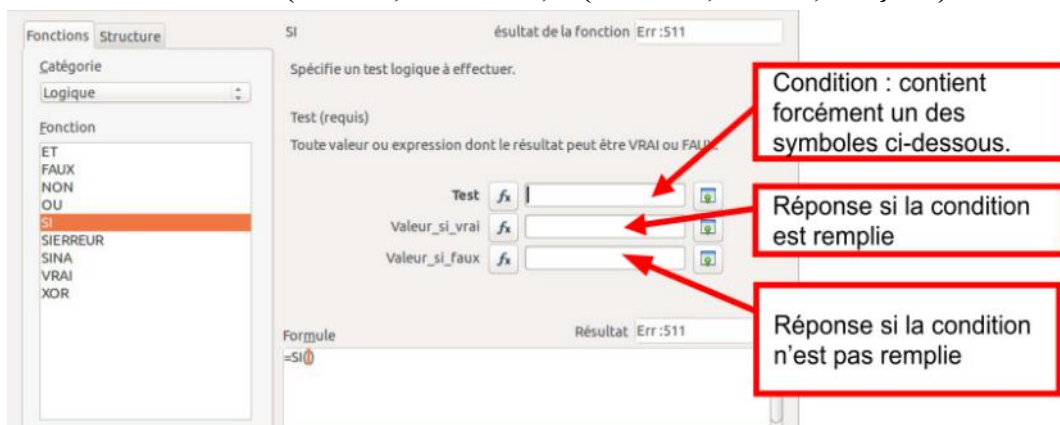 Fonctions Structure
Catégorie
Logique
Fonction
ET
FAUX
NON
OU
SI
SIERREUR
SINA
VRAI
XOR
SI ésultat de la fonction Err :511
Spécifie un test logique à effectuer.
Test (requis)
Toute valeur ou expression dont le résultat peut être VRAI ou FAUX.
Test fx
Valeur_si_vrai fx
Valeur_si_faux fx
Formule Résultat Err :511
=SI()
Condition : contient
forcément un des
symboles ci-dessous.
Réponse si la condition
est remplie
Réponse si la condition
n'est pas remplie